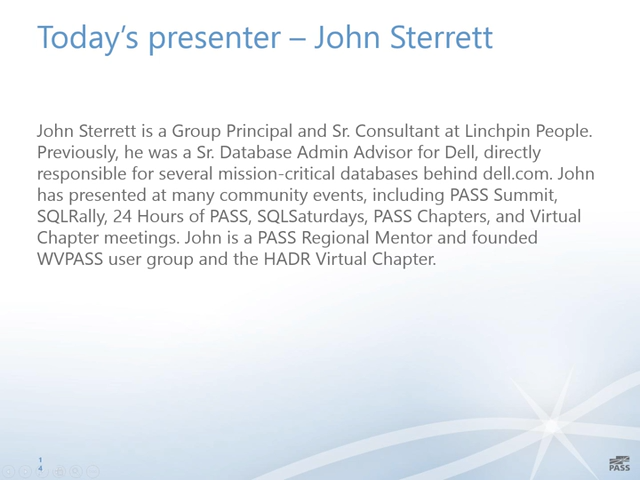 Today's presenter – John Sterrett
John Sterrett is a Group Principal and Sr. Consultant at Linchpin People.
Previously, he was a Sr. Database Admin Advisor for Dell, directly
responsible for several mission-critical databases behind dell.com. John
has presented at many community events, including PASS Summit,
SQLRally, 24 Hours of PASS, SQLSaturdays, PASS Chapters, and Virtual
Chapter meetings. John is a PASS Regional Mentor and founded
WVPASS user group and the HADR Virtual Chapter.
1
4
PASS